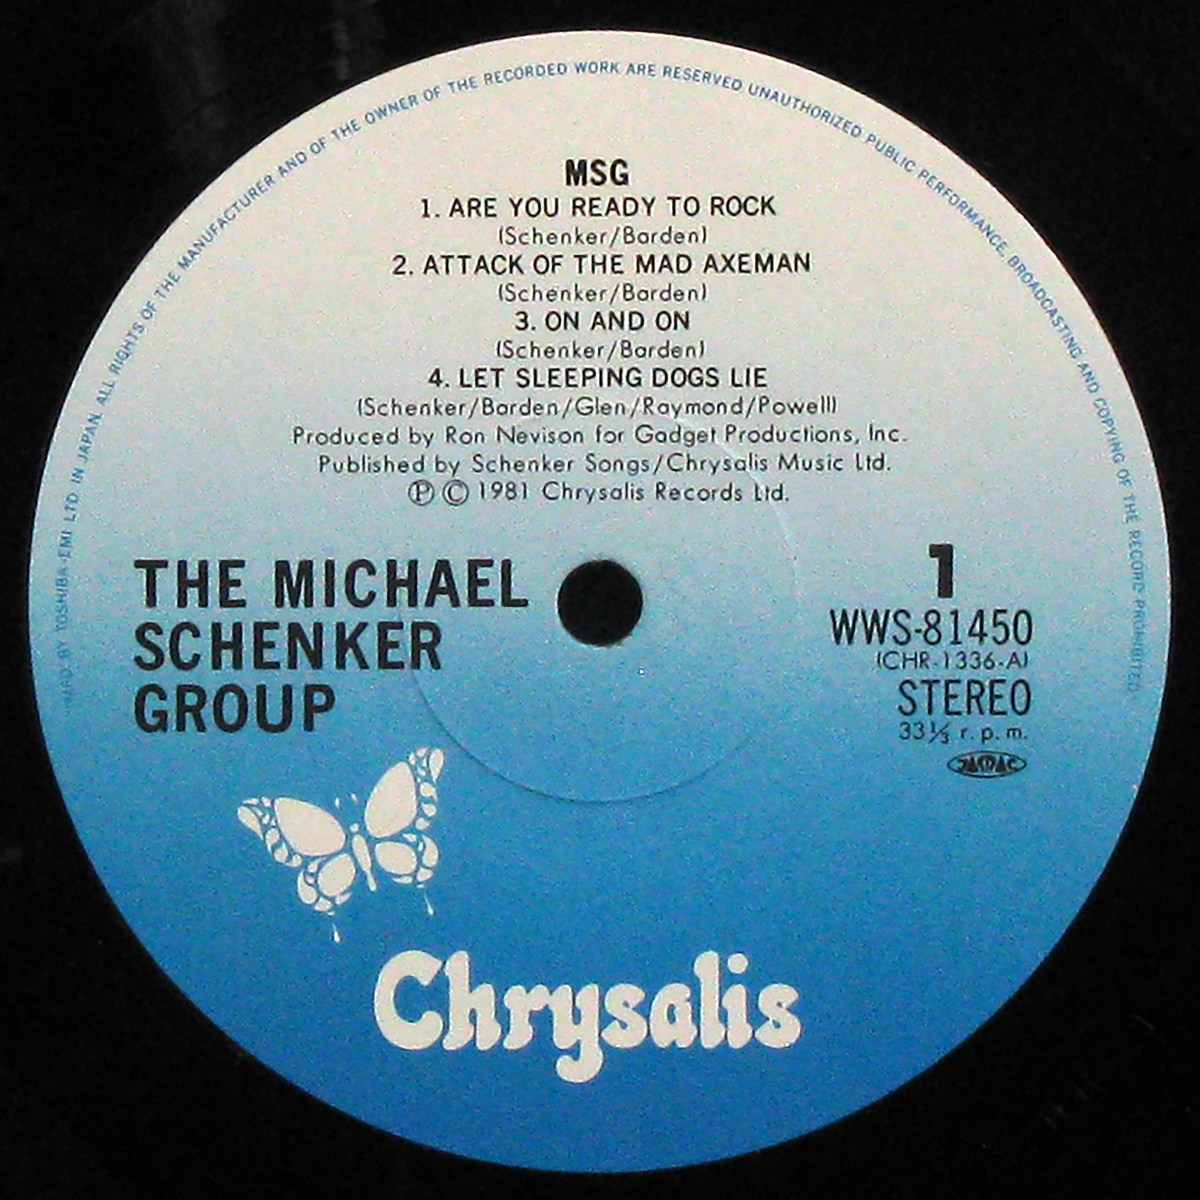 MFD. BY TOSHIBA-EMI LTD. IN JAPAN. ALL RIGHTS OF THE MANUFACTURER AND OF THE OWNER OF THE RECORDED WORK ARE RESERVED UNAUTHORIZED PUBLIC PERFORMANCE, BROADCASTING AND COPYING OF THE RECORD PROHIBITED.
MSG
1. ARE YOU READY TO ROCK
(Schenker/Barden)
2. ATTACK OF THE MAD AXEMAN
(Schenker/Barden)
3. ON AND ON
(Schenker/Barden)
4. LET SLEEPING DOGS LIE
(Schenker/Barden/Glen/Raymond/Powell)
Produced by Ron Nevison for Gadget Productions, Inc.
Published by Schenker Songs/Chrysalis Music Ltd.
Ⓟ © 1981 Chrysalis Records Ltd.
THE MICHAEL
SCHENKER
GROUP
1
WWS-81450
(CHR-1336-A)
STEREO
33⅓ r.p.m.
JASRAC
Chrysalis